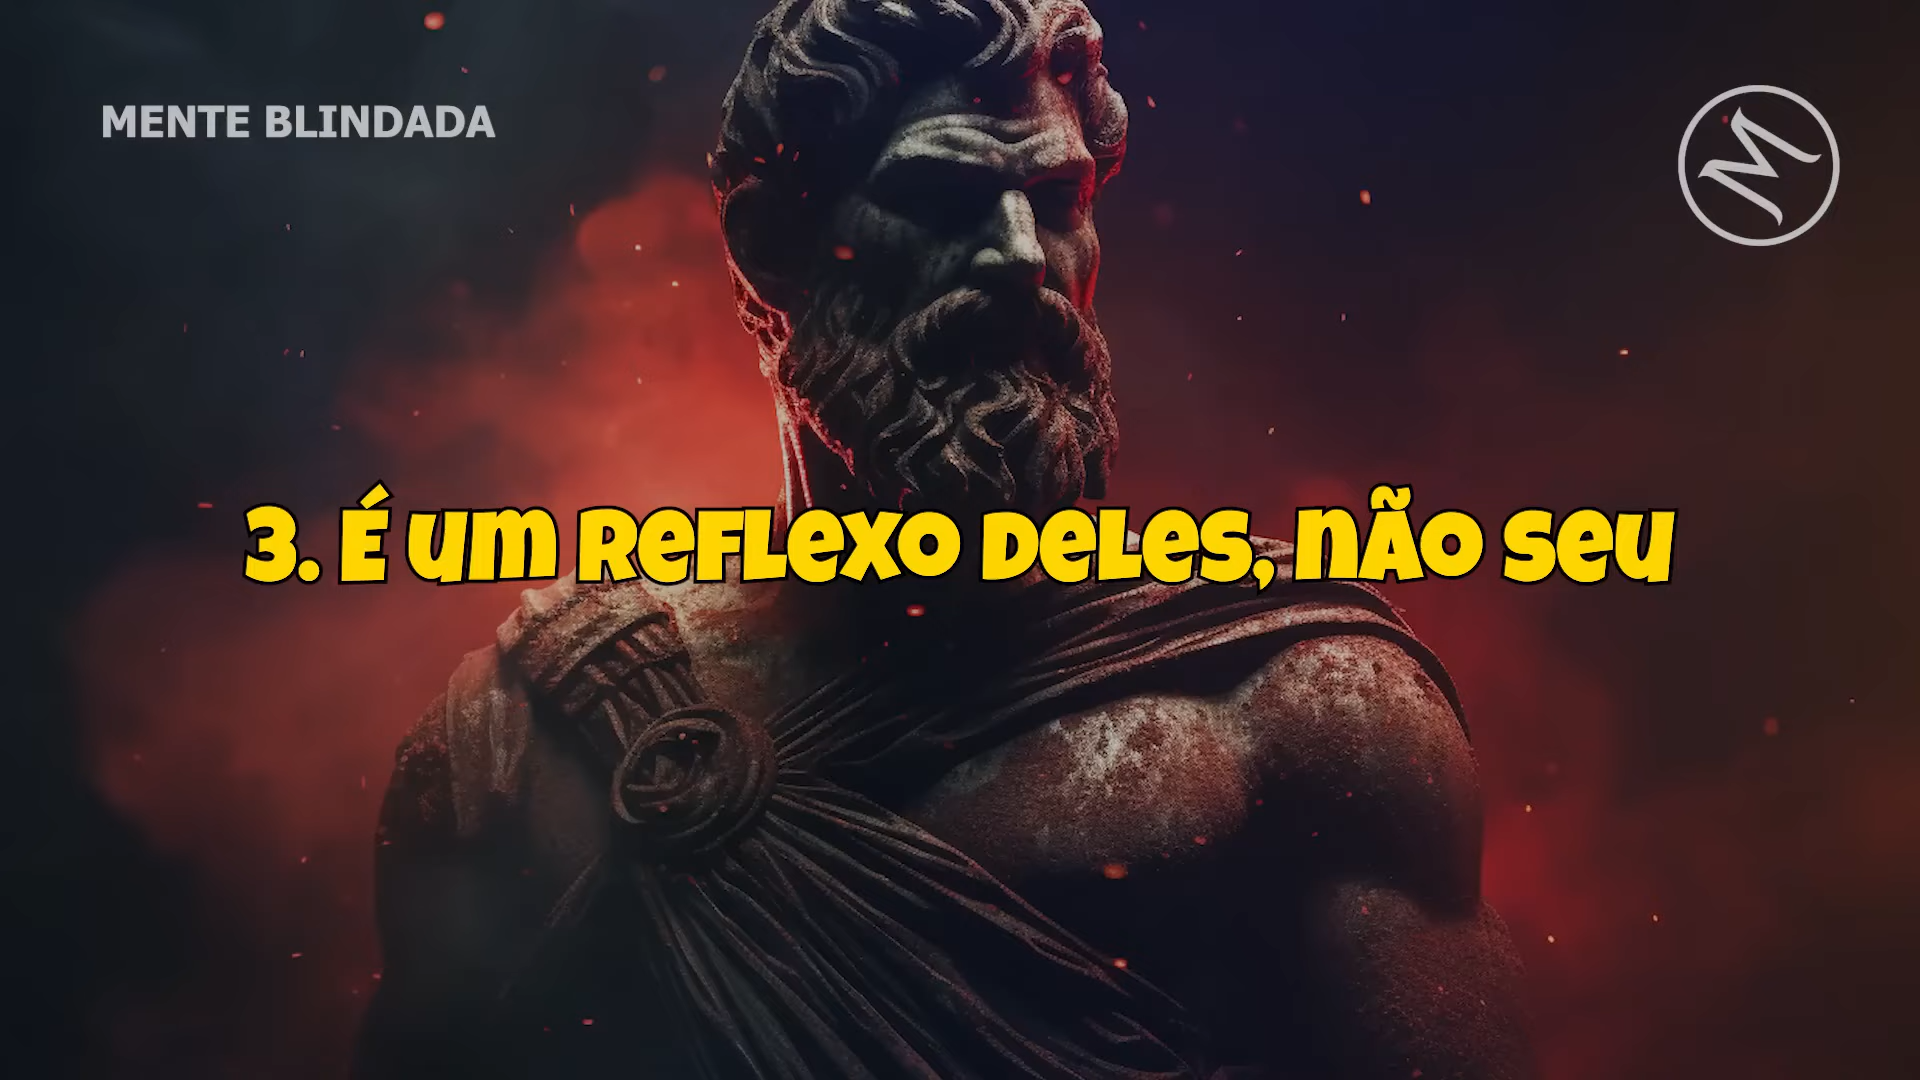 MENTE BLINDADA
M
3. É um Reflexo Deles, não seu